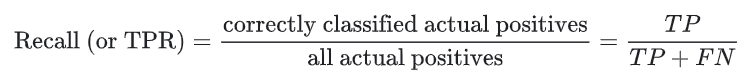 Recall (or TPR) = correctly classified actual positives / all actual positives = TP / TP + FN